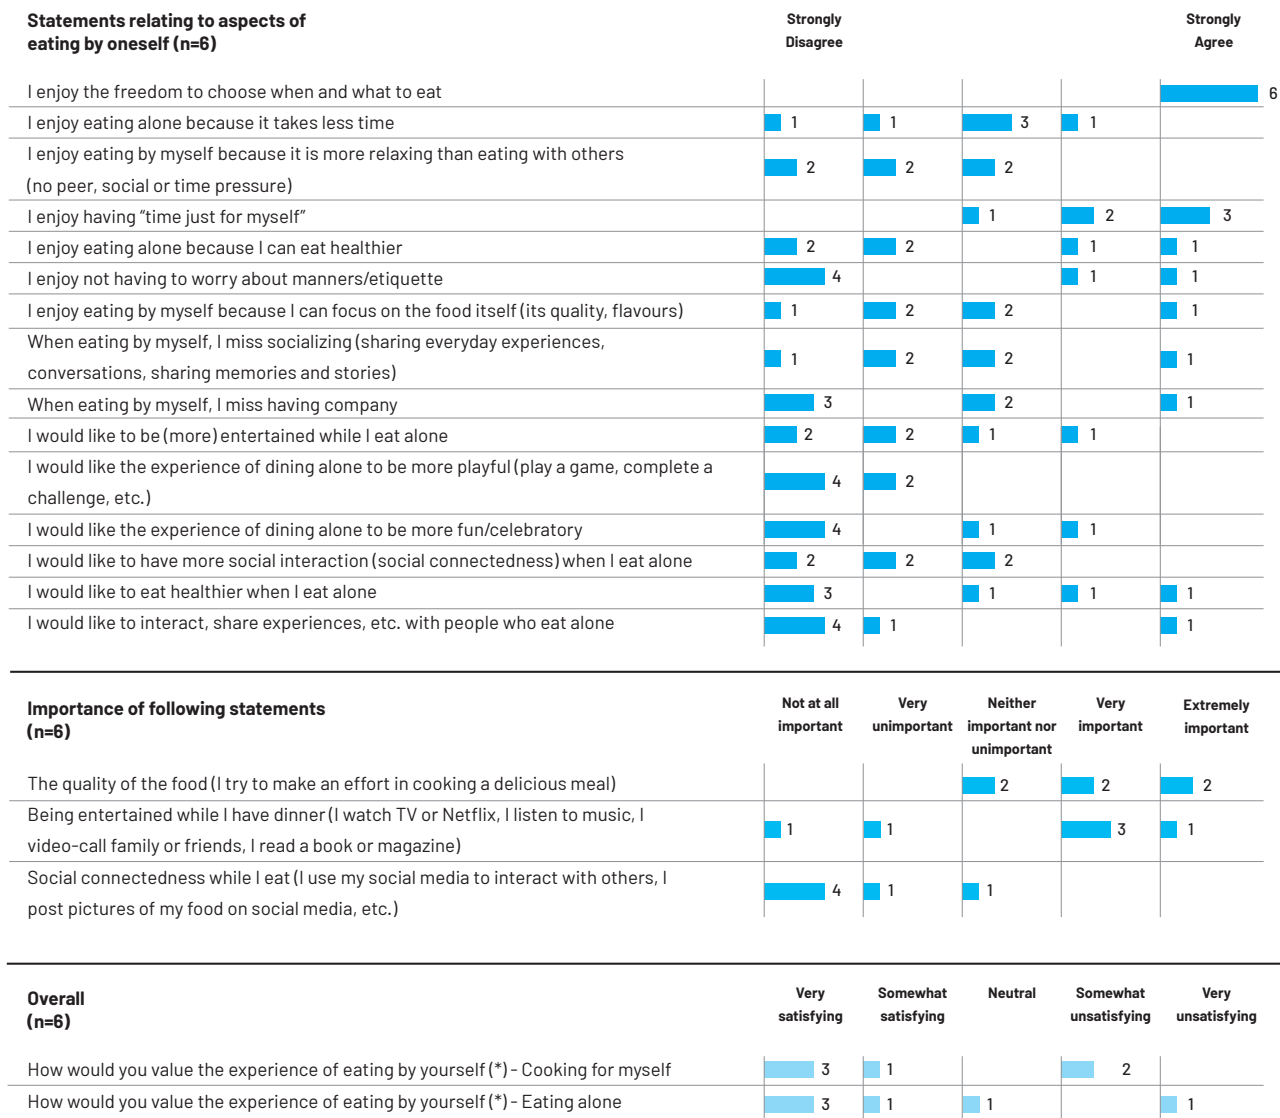 Statements relating to aspects of
eating by oneself (n=6)
Strongly
Disagree
Strongly
Agree
I enjoy the freedom to choose when and what to eat
6
I enjoy eating alone because it takes less time
1 1 3 1
I enjoy eating by myself because it is more relaxing than eating with others
(no peer, social or time pressure)
2 2 2
I enjoy having “time just for myself”
1 2 3
I enjoy eating alone because I can eat healthier
2 2 1 1
I enjoy not having to worry about manners/etiquette
4 1 1
I enjoy eating by myself because I can focus on the food itself (its quality, flavours)
1 2 2 1
When eating by myself, I miss socializing (sharing everyday experiences,
conversations, sharing memories and stories)
1 2 2 1
When eating by myself, I miss having company
3 2 1
I would like to be (more) entertained while I eat alone
2 2 1 1
I would like the experience of dining alone to be more playful (play a game, complete a
challenge, etc.)
4 2
I would like the experience of dining alone to be more fun/celebratory
4 1 1
I would like to have more social interaction (social connectedness) when I eat alone
2 2 2
I would like to eat healthier when I eat alone
3 1 1 1
I would like to interact, share experiences, etc. with people who eat alone
4 1 1
Importance of following statements
(n=6)
Not at all
important
Very
unimportant
Neither
important nor
unimportant
Very
important
Extremely
important
The quality of the food (I try to make an effort in cooking a delicious meal)
2 2 2
Being entertained while I have dinner (I watch TV or Netflix, I listen to music, I
video-call family or friends, I read a book or magazine)
1 1 3 1
Social connectedness while I eat (I use my social media to interact with others, I
post pictures of my food on social media, etc.)
4 1 1
Overall
(n=6)
Very
satisfying
Somewhat
satisfying
Neutral
Somewhat
unsatisfying
Very
unsatisfying
How would you value the experience of eating by yourself (*) - Cooking for myself
3 1 2
How would you value the experience of eating by yourself (*) - Eating alone
3 1 1 1